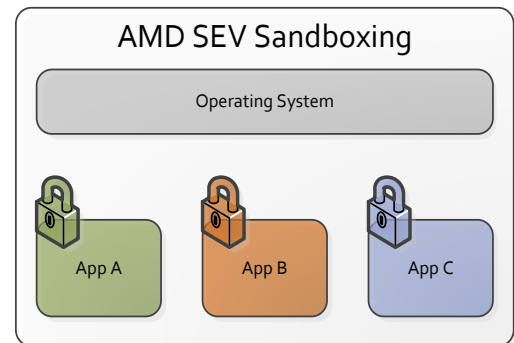 AMD SEV Sandboxing
Operating System
App A
App B
App C